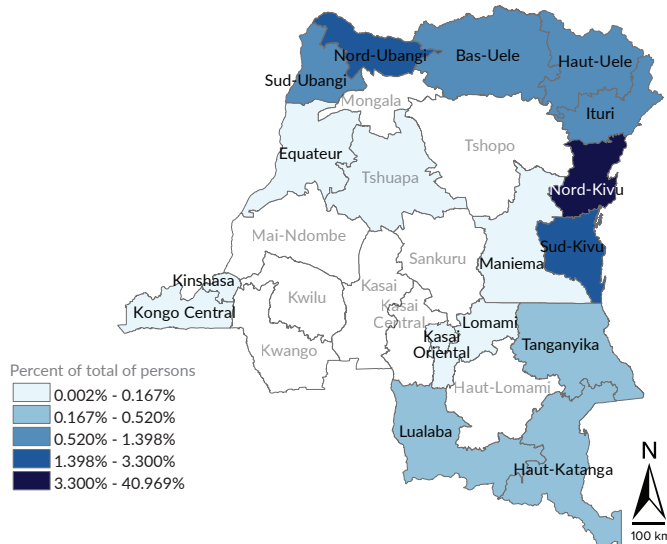 Nord-Ubangi
Bas-Uele
Haut-Uele
Sud-Ubangi
Mongala
Ituri
Equateur
Tshopo
Tshuapa
Nord-Kivu
Mai-Ndombe
Sankuru
Sud-Kivu
Maniema
Kinshasa
Kasai
Kwilu
Kongo Central
Kasai
Central
Lomami
Kasai
Oriental
Tanganyika
Kwango
Haut-Lomami
Lualaba
Haut-Katanga
Percent of total of persons
0.002% - 0.167%
0.167% - 0.520%
0.520% - 1.398%
1.398% - 3.300%
3.300% - 40.969%
N
100 km